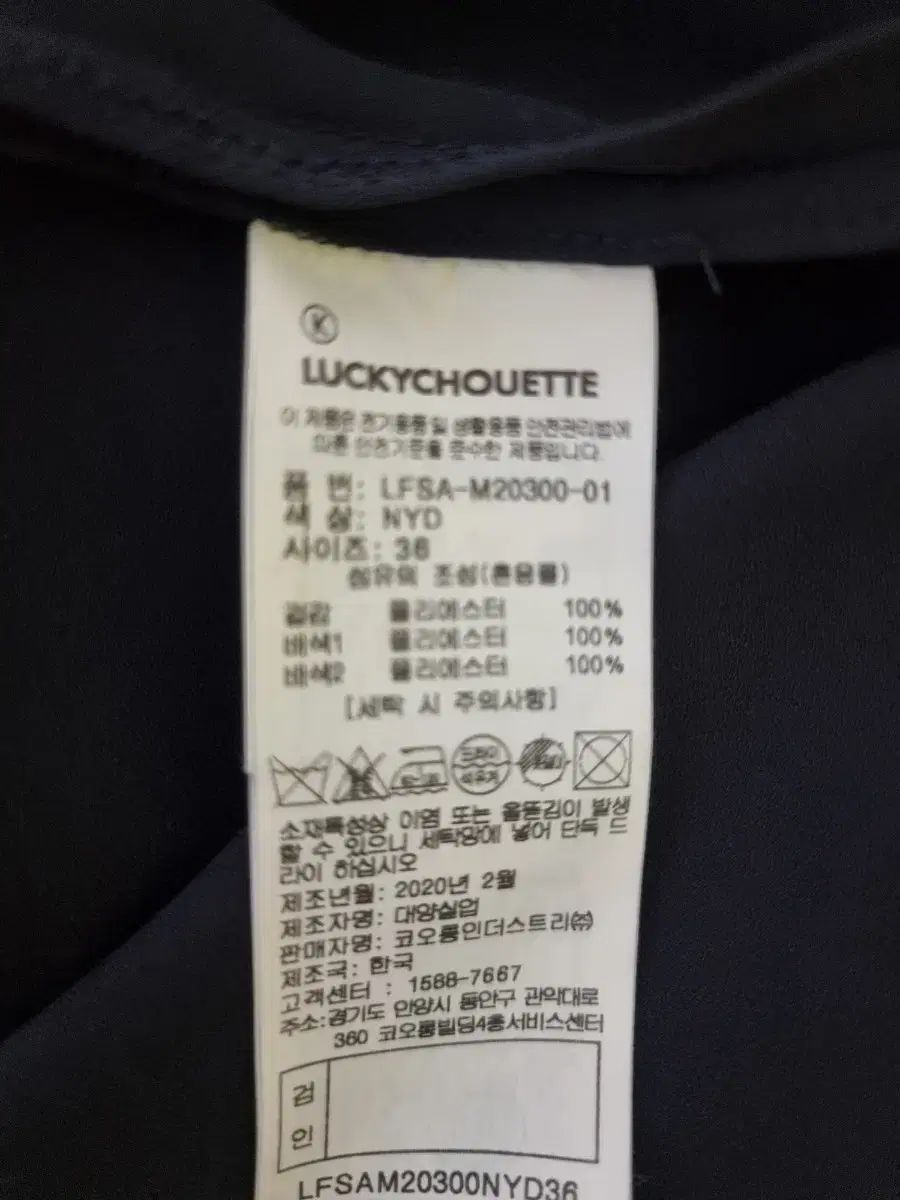 K
LUCKYCHOUETTE
이 제품은 전기용품및 생활용품 안전관리법에
따른 안전기준을 준수한 제품입니다.
품 번: LFSA-M20300-01
색 상: NYD
사이즈: 36
섬유의 조성(혼용률)
겉감 폴리에스터 100%
배색1 폴리에스터 100%
배색2 폴리에스터 100%
[세탁 시 주의사항]
석유계
소재특성상 이염 또는 올뜯김이 발생
할 수 있으니 세탁망에 넣어 단독 드
라이 하십시오
제조년월: 2020년 2월
제조자명: 대양실업
판매자명: 코오롱인더스트리㈜
제조국: 한국
고객센터 : 1588-7667
주소:경기도 안양시 동안구 관악대로
360 코오롱빌딩4층서비스센터
검
인
LFSAM20300NYD36